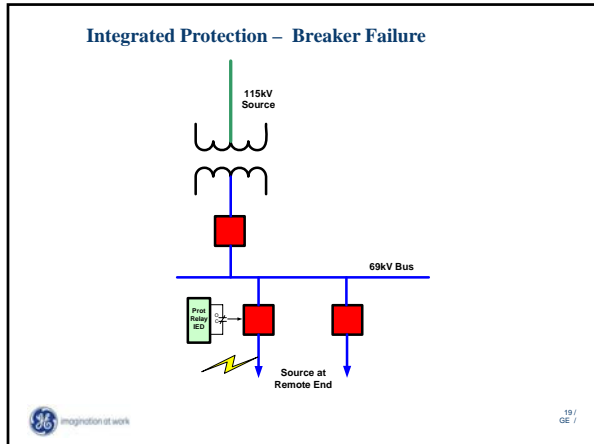 Integrated Protection – Breaker Failure
115kV
Source
69kV Bus
Prot
Relay
IED
Source at
Remote End
imagination at work
19 /
GE /